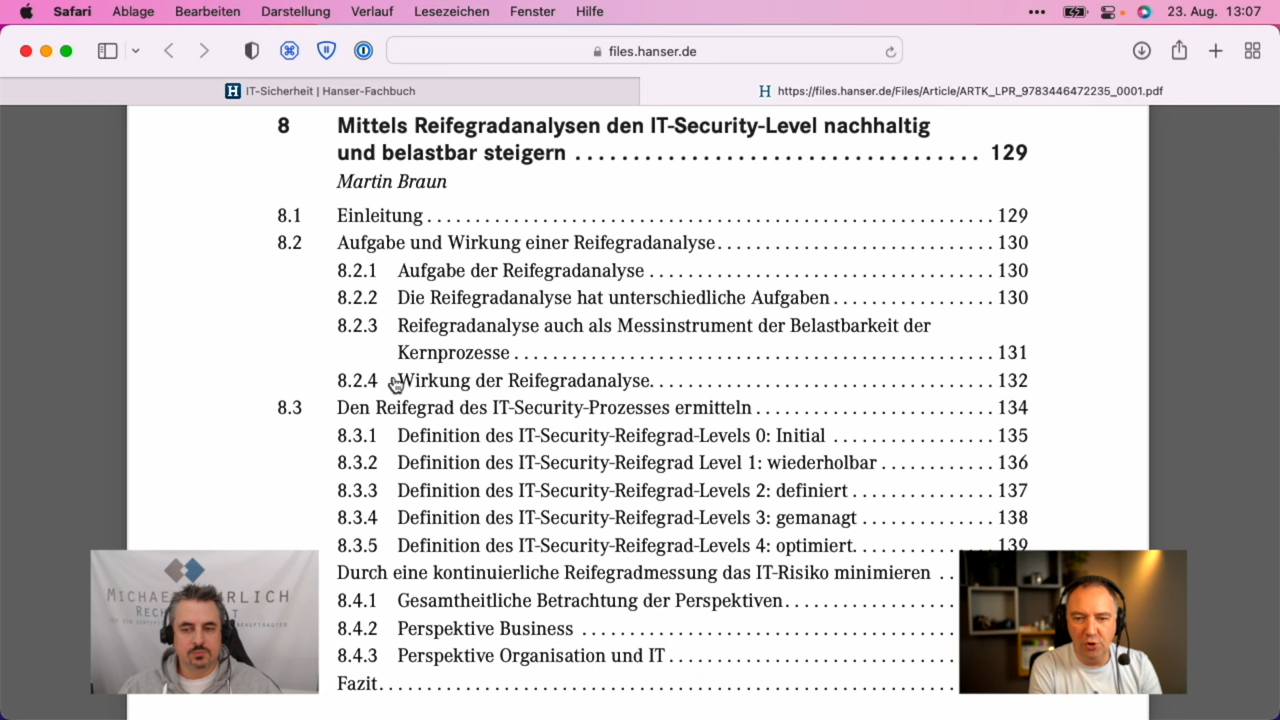 Safari Ablage Bearbeiten Darstellung Verlauf Lesezeichen Fenster Hilfe 23. Aug. 13:07
files.hanser.de
H IT-Sicherheit | Hanser-Fachbuch
H https://files.hanser.de/Files/Article/ARTK_LPR_9783446472235_0001.pdf
8 Mittels Reifegradanalysen den IT-Security-Level nachhaltig
und belastbar steigern . . . . . . . . . . . . . . . . . . . . . . . . . . . . . . . . . . . 129
Martin Braun
8.1 Einleitung . . . . . . . . . . . . . . . . . . . . . . . . . . . . . . . . . . . . . . . . . . . . . . . . . . 129
8.2 Aufgabe und Wirkung einer Reifegradanalyse . . . . . . . . . . . . . . . . . . . . . . . . 130
8.2.1 Aufgabe der Reifegradanalyse . . . . . . . . . . . . . . . . . . . . . . . . . . . . . . 130
8.2.2 Die Reifegradanalyse hat unterschiedliche Aufgaben . . . . . . . . . . . . . . 130
8.2.3 Reifegradanalyse auch als Messinstrument der Belastbarkeit der
Kernprozesse . . . . . . . . . . . . . . . . . . . . . . . . . . . . . . . . . . . . . . . . . 131
8.2.4 Wirkung der Reifegradanalyse. . . . . . . . . . . . . . . . . . . . . . . . . . . . . . 132
8.3 Den Reifegrad des IT-Security-Prozesses ermitteln . . . . . . . . . . . . . . . . . . . . . 134
8.3.1 Definition des IT-Security-Reifegrad-Levels 0: Initial . . . . . . . . . . . . . . 135
8.3.2 Definition des IT-Security-Reifegrad Level 1: wiederholbar . . . . . . . . . . 136
8.3.3 Definition des IT-Security-Reifegrad-Levels 2: definiert . . . . . . . . . . . . 137
8.3.4 Definition des IT-Security-Reifegrad-Levels 3: gemanagt . . . . . . . . . . . 138
8.3.5 Definition des IT-Security-Reifegrad-Levels 4: optimiert. . . . . . . . . . . . 139
Durch eine kontinuierliche Reifegradmessung das IT-Risiko minimieren . .
8.4.1 Gesamtheitliche Betrachtung der Perspektiven . . . . . . . . . . . . . .
8.4.2 Perspektive Business . . . . . . . . . . . . . . . . . . . . . . . . . . . . . .
8.4.3 Perspektive Organisation und IT . . . . . . . . . . . . . . . . . . . . . . .
Fazit. . . . . . . . . . . . . . . . . . . . . . . . . . . . . . . . . . . . . . . . . . . . . . . .